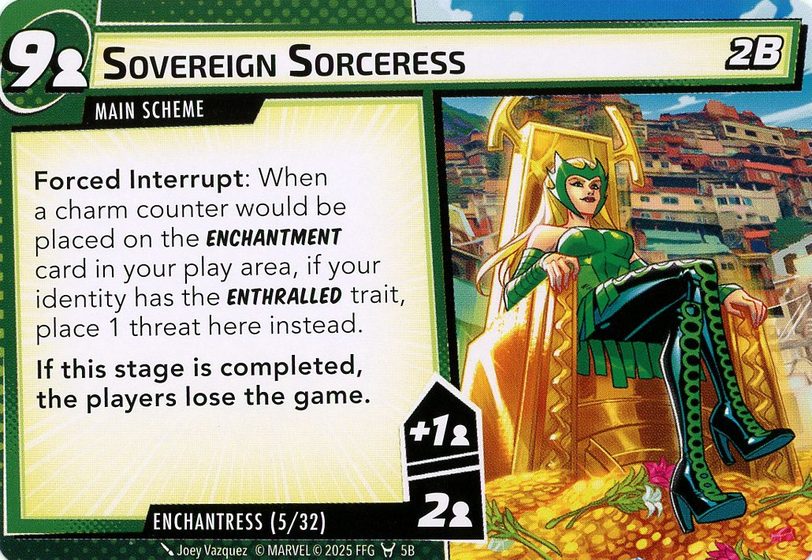 9
SOVEREIGN SORCERESS
2B
MAIN SCHEME
Forced Interrupt: When
a charm counter would be
placed on the ENCHANTMENT
card in your play area, if your
identity has the ENTHRALLED trait,
place 1 threat here instead.
If this stage is completed,
the players lose the game.
+1
2
ENCHANTRESS (5/32)
Joey Vazquez © MARVEL © 2025 FFG 5B